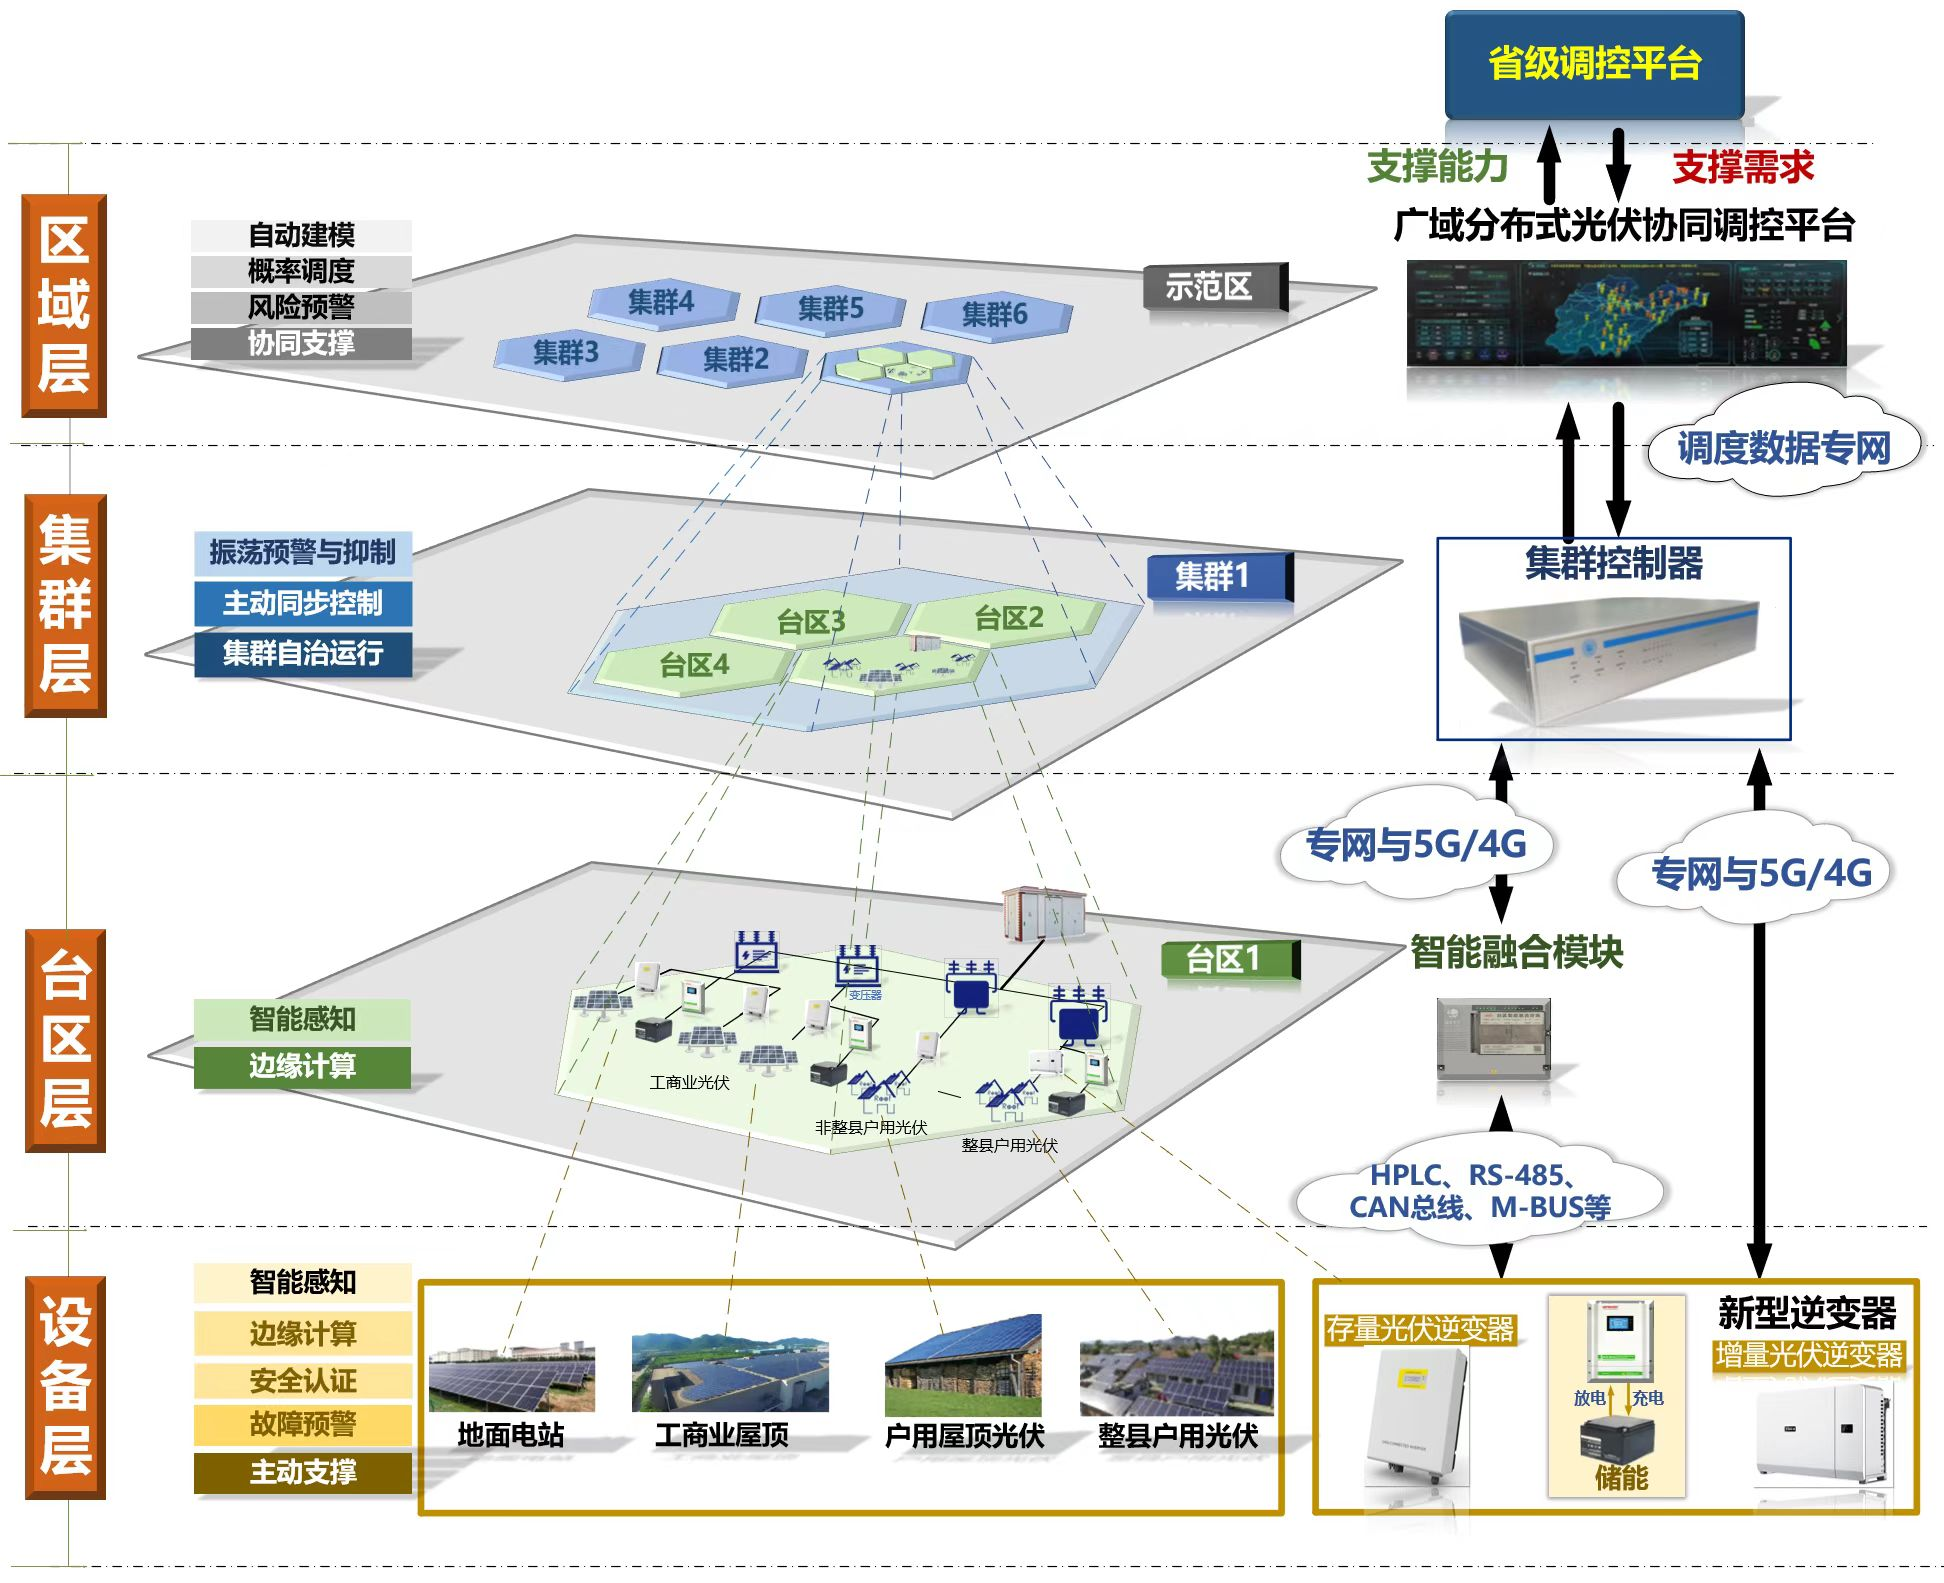 省级调控平台
支撑能力
支撑需求
广域分布式光伏协同调控平台
区域层
自动建模
概率调度
风险预警
协同支撑
示范区
集群4
集群5
集群6
集群3
集群2
调度数据专网
集群层
振荡预警与抑制
主动同步控制
集群自治运行
集群1
台区3
台区2
台区4
集群控制器
专网与5G/4G
专网与5G/4G
台区层
智能感知
边缘计算
台区1
变压器
工商业光伏
非整县户用光伏
整县户用光伏
智能融合模块
HPLC、RS-485、
CAN总线、M-BUS等
设备层
智能感知
边缘计算
安全认证
故障预警
主动支撑
地面电站
工商业屋顶
户用屋顶光伏
整县户用光伏
存量光伏逆变器
放电
充电
储能
新型逆变器
增量光伏逆变器